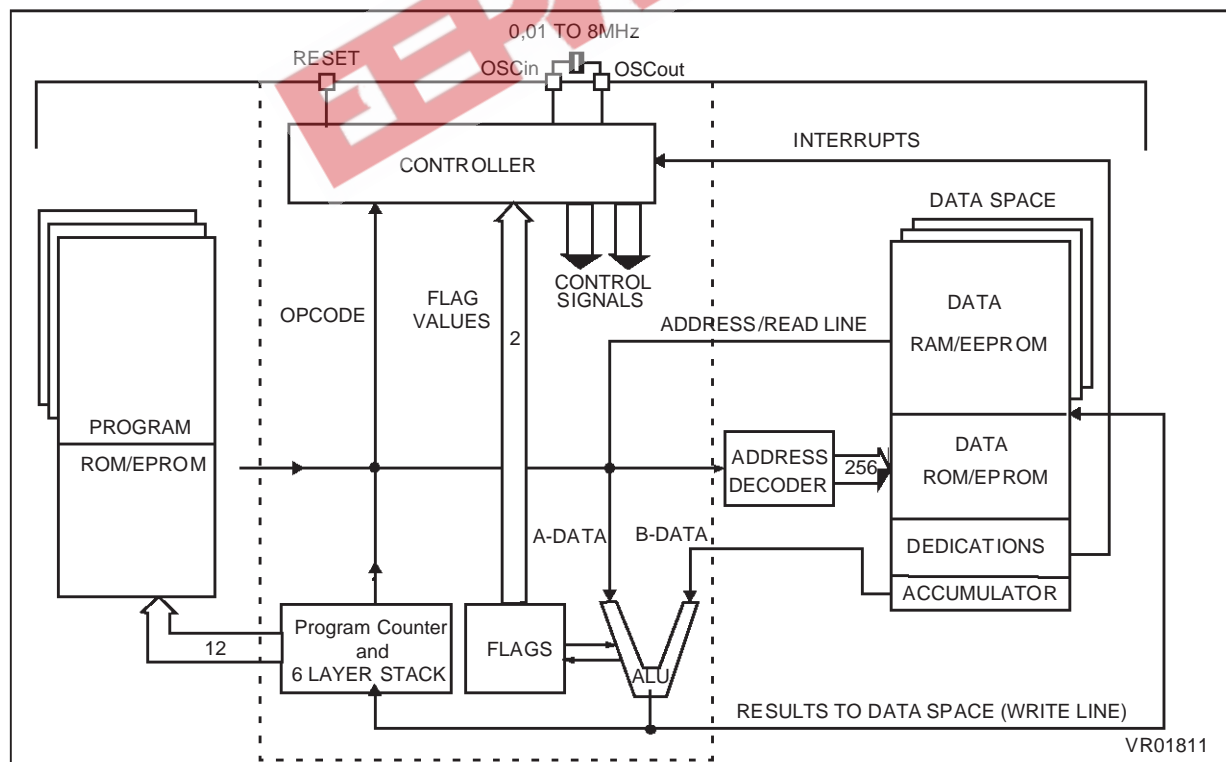 0,01 TO 8MHz
RESET
OSCin
OSCout
CONTROLLER
INTERRUPTS
DATA SPACE
CONTROL
SIGNALS
OPCODE
FLAG
VALUES
2
ADDRESS/READ LINE
DATA
RAM/EEPROM
PROGRAM
ROM/EPROM
ADDRESS
DECODER
256
DATA
ROM/EPROM
A-DATA
B-DATA
DEDICATIONS
ACCUMULATOR
12
Program Counter
and
6 LAYER STACK
FLAGS
ALU
RESULTS TO DATA SPACE (WRITE LINE)
VR01811